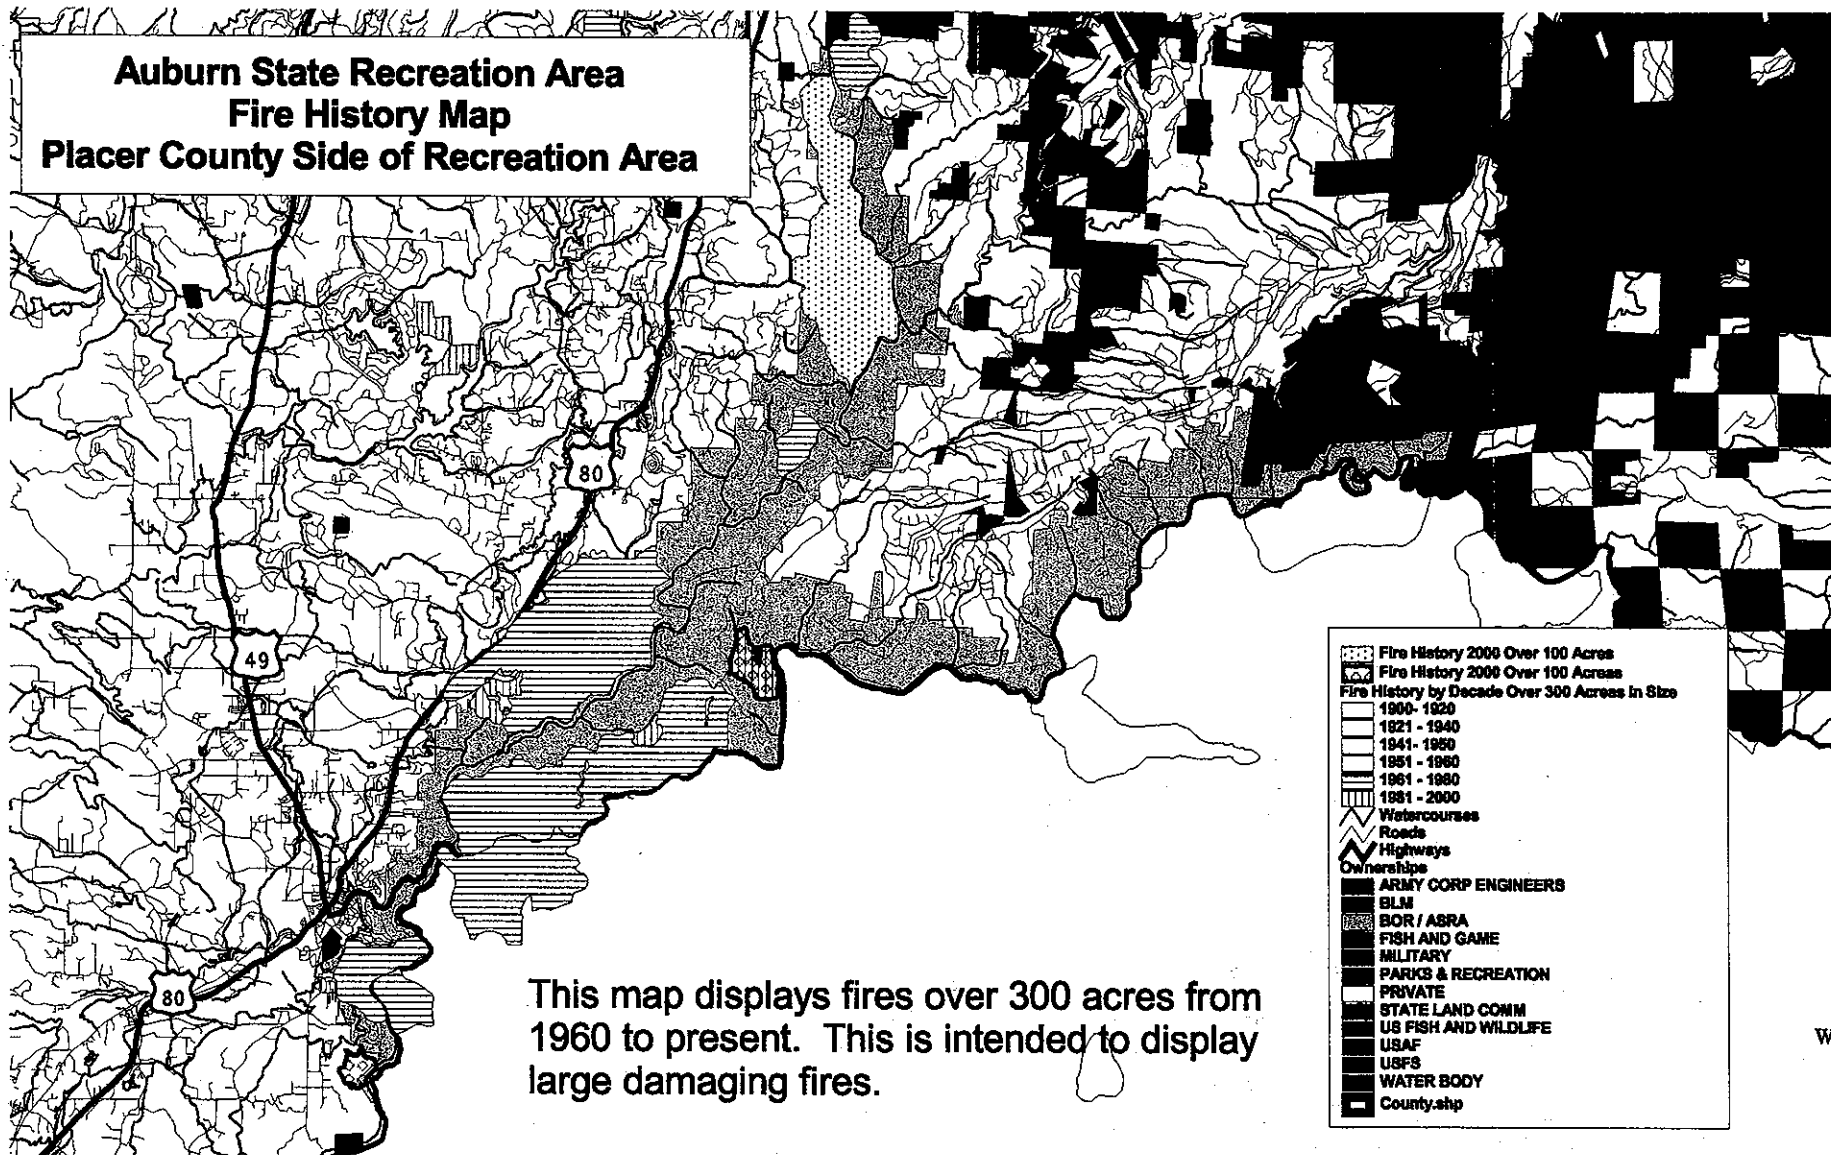 Auburn State Recreation Area
Fire History Map
Placer County Side of Recreation Area
80
49
80
Fire History 2000 Over 100 Acres
Fire History 2000 Over 100 Acreas
Fire History by Decade Over 300 Acreas in Size
1900- 1920
1921 - 1940
1941- 1950
1951 - 1960
1961 - 1980
1981 - 2000
Watercourses
Roads
Highways
Ownerships
ARMY CORP ENGINEERS
BLM
BOR / ASRA
FISH AND GAME
MILITARY
PARKS & RECREATION
PRIVATE
STATE LAND COMM
US FISH AND WILDLIFE
USAF
USFS
WATER BODY
County.shp
This map displays fires over 300 acres from
1960 to present. This is intended to display
large damaging fires.
W